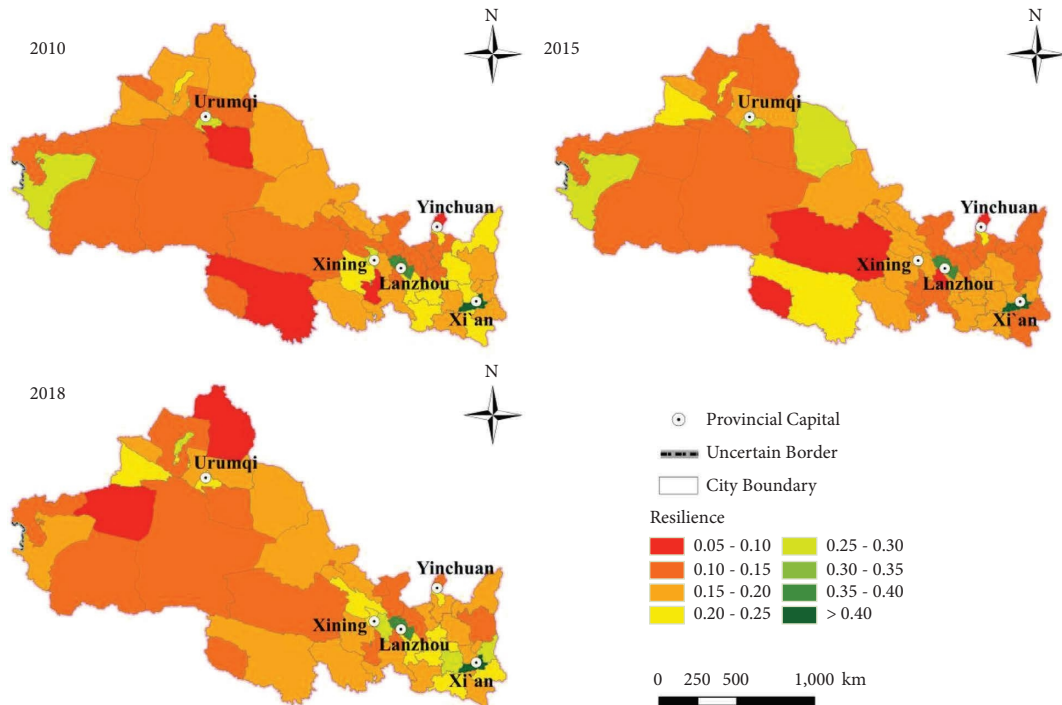 2010
N
Urumqi
Yinchuan
Xining
Lanzhou
Xi`an
2015
N
Urumqi
Yinchuan
Xining
Lanzhou
Xi`an
2018
N
Urumqi
Yinchuan
Xining
Lanzhou
Xi`an
Provincial Capital
Uncertain Border
City Boundary
Resilience
0.05 - 0.10
0.10 - 0.15
0.15 - 0.20
0.20 - 0.25
0.25 - 0.30
0.30 - 0.35
0.35 - 0.40
> 0.40
0 250 500 1,000 km